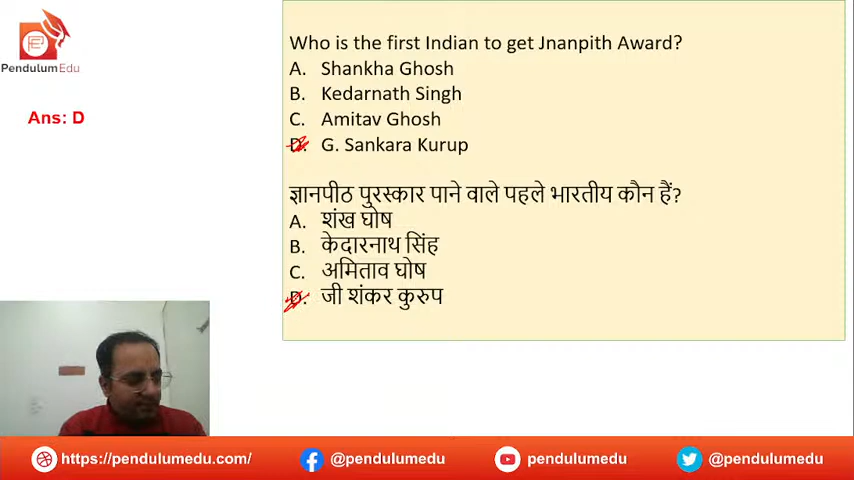 PendulumEdu
Ans: D
Who is the first Indian to get Jnanpith Award?
A. Shankha Ghosh
B. Kedarnath Singh
C. Amitav Ghosh
D. G. Sankara Kurup
ज्ञानपीठ पुरस्कार पाने वाले पहले भारतीय कौन हैं?
A. शंख घोष
B. केदारनाथ सिंह
C. अमिताव घोष
D. जी शंकर कुरुप
https://pendulumedu.com/
@pendulumedu
pendulumedu
@pendulumedu